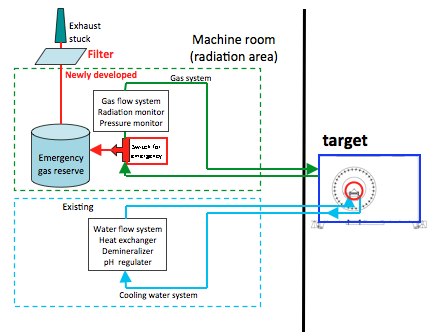 Exhaust
stuck
Filter
Machine room
(radiation area)
Newly developed
Gas system
Gas flow system
Radiation monitor
Pressure monitor
Switch for
emergency
target
Emergency
gas reserve
Existing
Water flow system
Heat exchanger
Demineralizer
pH regulater
Cooling water system